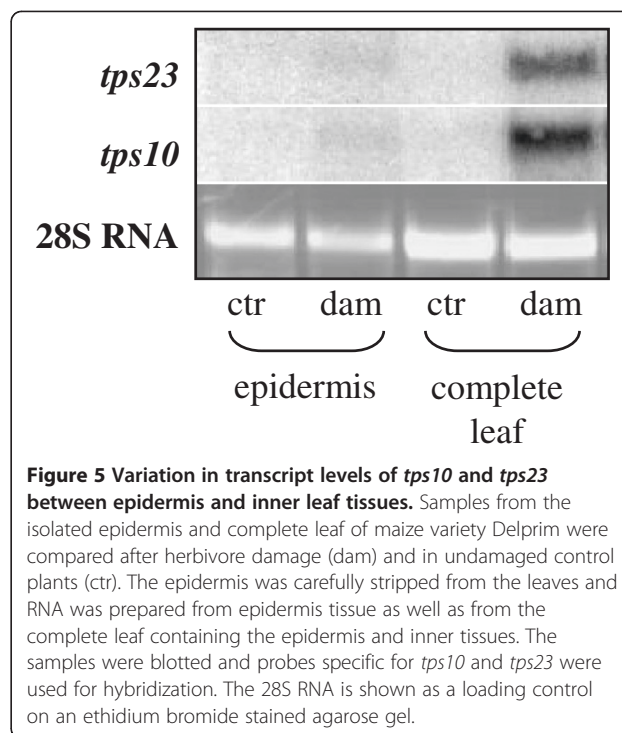 tps23
tps10
28S RNA
ctr dam ctr dam
epidermis complete
leaf
Figure 5 Variation in transcript levels of tps10 and tps23
between epidermis and inner leaf tissues. Samples from the
isolated epidermis and complete leaf of maize variety Delprim were
compared after herbivore damage (dam) and in undamaged control
plants (ctr). The epidermis was carefully stripped from the leaves and
RNA was prepared from epidermis tissue as well as from the
complete leaf containing the epidermis and inner tissues. The
samples were blotted and probes specific for tps10 and tps23 were
used for hybridization. The 28S RNA is shown as a loading control
on an ethidium bromide stained agarose gel.